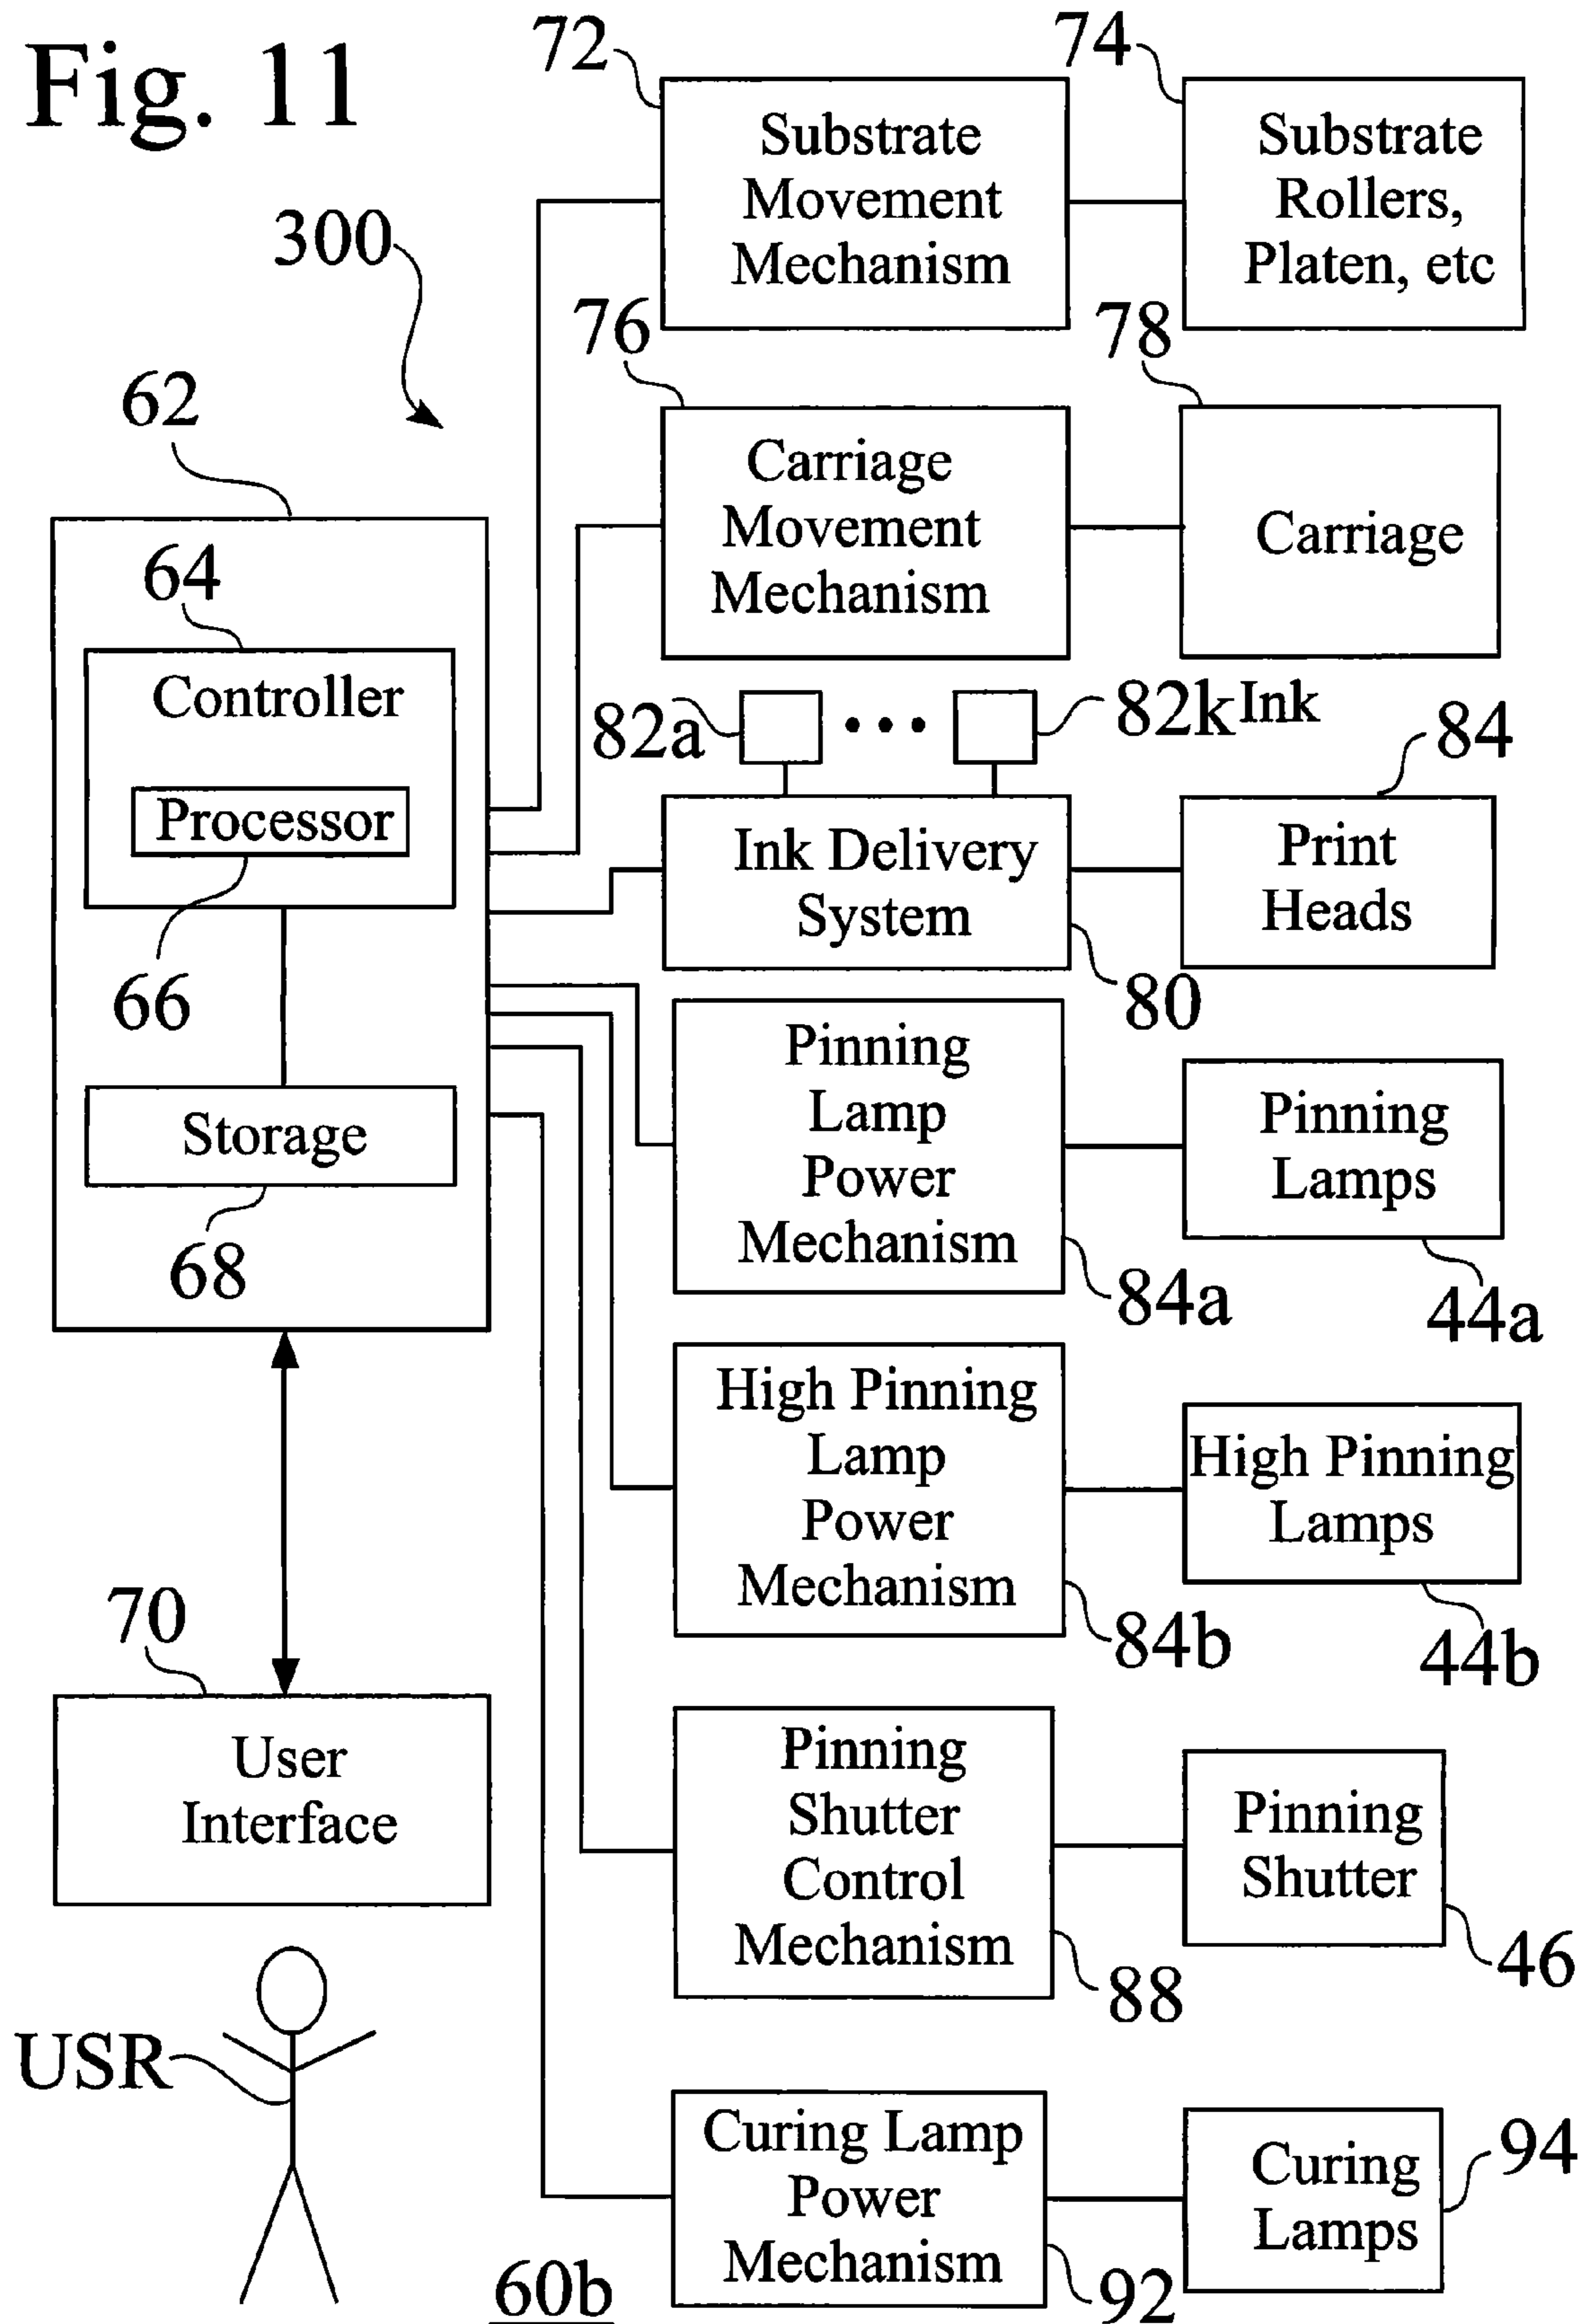 Fig. 11
72
74
Substrate
Movement
Mechanism
Substrate
Rollers,
Platen, etc
300
76
78
62
Carriage
Movement
Mechanism
Carriage
64
Controller
Processor
66
82a
82k Ink
84
Ink Delivery
System
Print
Heads
80
Storage
68
Pinning
Lamp
Power
Mechanism
84a
Pinning
Lamps
44a
High Pinning
Lamp
Power
Mechanism
84b
High Pinning
Lamps
44b
70
User
Interface
Pinning
Shutter
Control
Mechanism
88
Pinning
Shutter
46
USR
Curing Lamp
Power
Mechanism
92
Curing
Lamps
94
60b